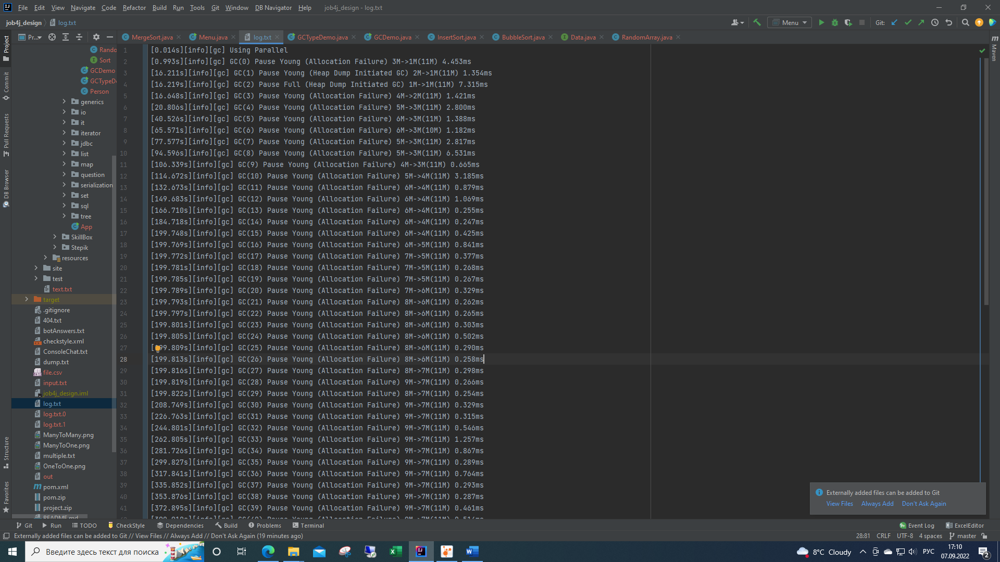 File Edit View Navigate Code Refactor Build Run Tools Git Window DB Navigator Help job4j_design - log.txt
job4j_design log.txt Menu Git:
Pr... MergeSort.java Menu.java log.txt GCTypeDemo.java GCDemo.java InsertSort.java BubbleSort.java Data.java RandomArray.java
Project
Commit
Pull Requests
DB Browser
Structure
Favorites
Maven
Rando
Sort
GCDemo
GCTypeD
Person
generics
io
it
iterator
jdbc
list
map
question
serialization
set
sql
tree
App
SkillBox
Stepik
resources
site
test
text.txt
target
.gitignore
404.txt
botAnswers.txt
checkstyle.xml
ConsoleChat.txt
dump.txt
file.csv
input.txt
job4j_design.iml
log.txt
log.txt.0
log.txt.1
ManyToMany.png
ManyToOne.png
multiple.txt
OneToOne.png
out
pom.xml
pom.zip
project.zip
README.md
1 [0.014s][info][gc] Using Parallel
2 [0.993s][info][gc] GC(0) Pause Young (Allocation Failure) 3M->1M(11M) 4.453ms
3 [16.211s][info][gc] GC(1) Pause Young (Heap Dump Initiated GC) 2M->1M(11M) 1.354ms
4 [16.219s][info][gc] GC(2) Pause Full (Heap Dump Initiated GC) 1M->1M(11M) 7.315ms
5 [16.648s][info][gc] GC(3) Pause Young (Allocation Failure) 4M->2M(11M) 1.421ms
6 [20.806s][info][gc] GC(4) Pause Young (Allocation Failure) 5M->3M(11M) 2.800ms
7 [40.526s][info][gc] GC(5) Pause Young (Allocation Failure) 6M->3M(11M) 1.388ms
8 [65.571s][info][gc] GC(6) Pause Young (Allocation Failure) 6M->3M(10M) 1.182ms
9 [77.577s][info][gc] GC(7) Pause Young (Allocation Failure) 5M->3M(11M) 2.817ms
10 [94.596s][info][gc] GC(8) Pause Young (Allocation Failure) 5M->3M(11M) 6.531ms
11 [106.339s][info][gc] GC(9) Pause Young (Allocation Failure) 4M->3M(11M) 0.665ms
12 [114.672s][info][gc] GC(10) Pause Young (Allocation Failure) 5M->4M(11M) 3.185ms
13 [132.673s][info][gc] GC(11) Pause Young (Allocation Failure) 6M->4M(11M) 0.879ms
14 [149.683s][info][gc] GC(12) Pause Young (Allocation Failure) 6M->4M(11M) 1.069ms
15 [166.710s][info][gc] GC(13) Pause Young (Allocation Failure) 6M->4M(11M) 0.255ms
16 [184.718s][info][gc] GC(14) Pause Young (Allocation Failure) 6M->4M(11M) 0.247ms
17 [199.748s][info][gc] GC(15) Pause Young (Allocation Failure) 6M->4M(11M) 0.425ms
18 [199.769s][info][gc] GC(16) Pause Young (Allocation Failure) 6M->5M(11M) 0.841ms
19 [199.772s][info][gc] GC(17) Pause Young (Allocation Failure) 7M->5M(11M) 0.377ms
20 [199.781s][info][gc] GC(18) Pause Young (Allocation Failure) 7M->5M(11M) 0.268ms
21 [199.785s][info][gc] GC(19) Pause Young (Allocation Failure) 7M->5M(11M) 0.267ms
22 [199.789s][info][gc] GC(20) Pause Young (Allocation Failure) 7M->6M(11M) 0.329ms
23 [199.793s][info][gc] GC(21) Pause Young (Allocation Failure) 8M->6M(11M) 0.262ms
24 [199.797s][info][gc] GC(22) Pause Young (Allocation Failure) 8M->6M(11M) 0.265ms
25 [199.801s][info][gc] GC(23) Pause Young (Allocation Failure) 8M->6M(11M) 0.303ms
26 [199.805s][info][gc] GC(24) Pause Young (Allocation Failure) 8M->6M(11M) 0.502ms
27 [199.809s][info][gc] GC(25) Pause Young (Allocation Failure) 8M->6M(11M) 0.290ms
28 [199.813s][info][gc] GC(26) Pause Young (Allocation Failure) 8M->6M(11M) 0.258ms
29 [199.816s][info][gc] GC(27) Pause Young (Allocation Failure) 8M->7M(11M) 0.298ms
30 [199.819s][info][gc] GC(28) Pause Young (Allocation Failure) 9M->7M(11M) 0.266ms
31 [199.822s][info][gc] GC(29) Pause Young (Allocation Failure) 8M->7M(11M) 0.254ms
32 [208.749s][info][gc] GC(30) Pause Young (Allocation Failure) 9M->7M(11M) 0.329ms
33 [226.763s][info][gc] GC(31) Pause Young (Allocation Failure) 9M->7M(11M) 0.315ms
34 [244.801s][info][gc] GC(32) Pause Young (Allocation Failure) 9M->7M(11M) 0.546ms
35 [262.805s][info][gc] GC(33) Pause Young (Allocation Failure) 9M->7M(11M) 1.257ms
36 [281.726s][info][gc] GC(34) Pause Young (Allocation Failure) 9M->7M(11M) 0.867ms
37 [299.827s][info][gc] GC(35) Pause Young (Allocation Failure) 9M->7M(11M) 0.289ms
38 [317.841s][info][gc] GC(36) Pause Young (Allocation Failure) 9M->7M(11M) 0.764ms
39 [335.852s][info][gc] GC(37) Pause Young (Allocation Failure) 9M->7M(11M) 0.293ms
40 [353.876s][info][gc] GC(38) Pause Young (Allocation Failure) 9M->7M(11M) 0.287ms
41 [372.895s][info][gc] GC(39) Pause Young (Allocation Failure) 9M->7M(11M) 0.461ms
Externally added files can be added to Git
View Files Always Add Don't Ask Again
Git Run TODO CheckStyle Dependencies Build Problems Terminal Event Log ExcelEditor
Externally added files can be added to Git // View Files // Always Add // Don't Ask Again (19 minutes ago) 28:81 CRLF UTF-8 4 spaces master
Введите здесь текст для поиска 8°C Cloudy РУС 17:10
07.09.2022 2